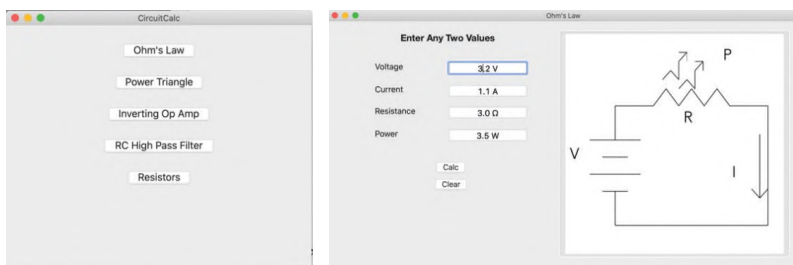 CircuitCalc
Ohm's Law
Power Triangle
Inverting Op Amp
RC High Pass Filter
Resistors
Ohm's Law
Enter Any Two Values
Voltage 3.2 V
Current 1.1 A
Resistance 3.0 Ω
Power 3.5 W
Calc
Clear
P
R
V
I